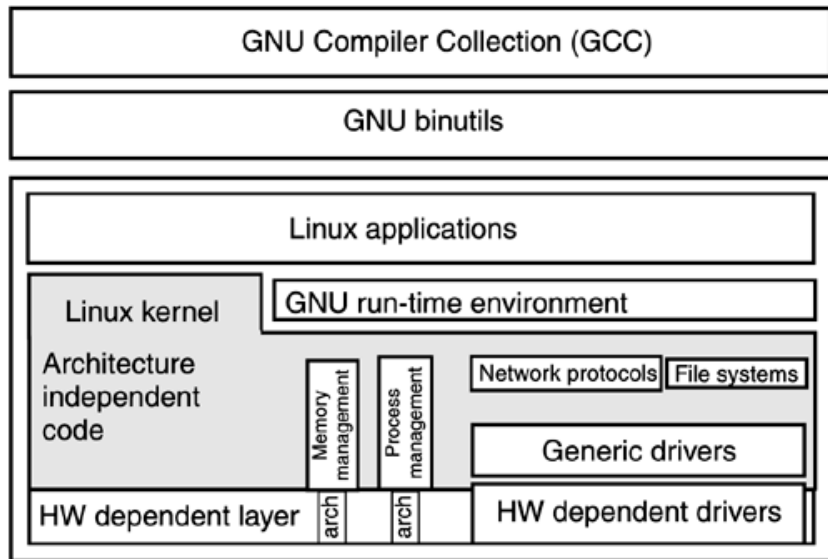 GNU Compiler Collection (GCC)
GNU binutils
Linux applications
Linux kernel
GNU run-time environment
Architecture
independent
code
Memory
management
Process
management
Network protocols
File systems
Generic drivers
HW dependent layer
arch
arch
HW dependent drivers